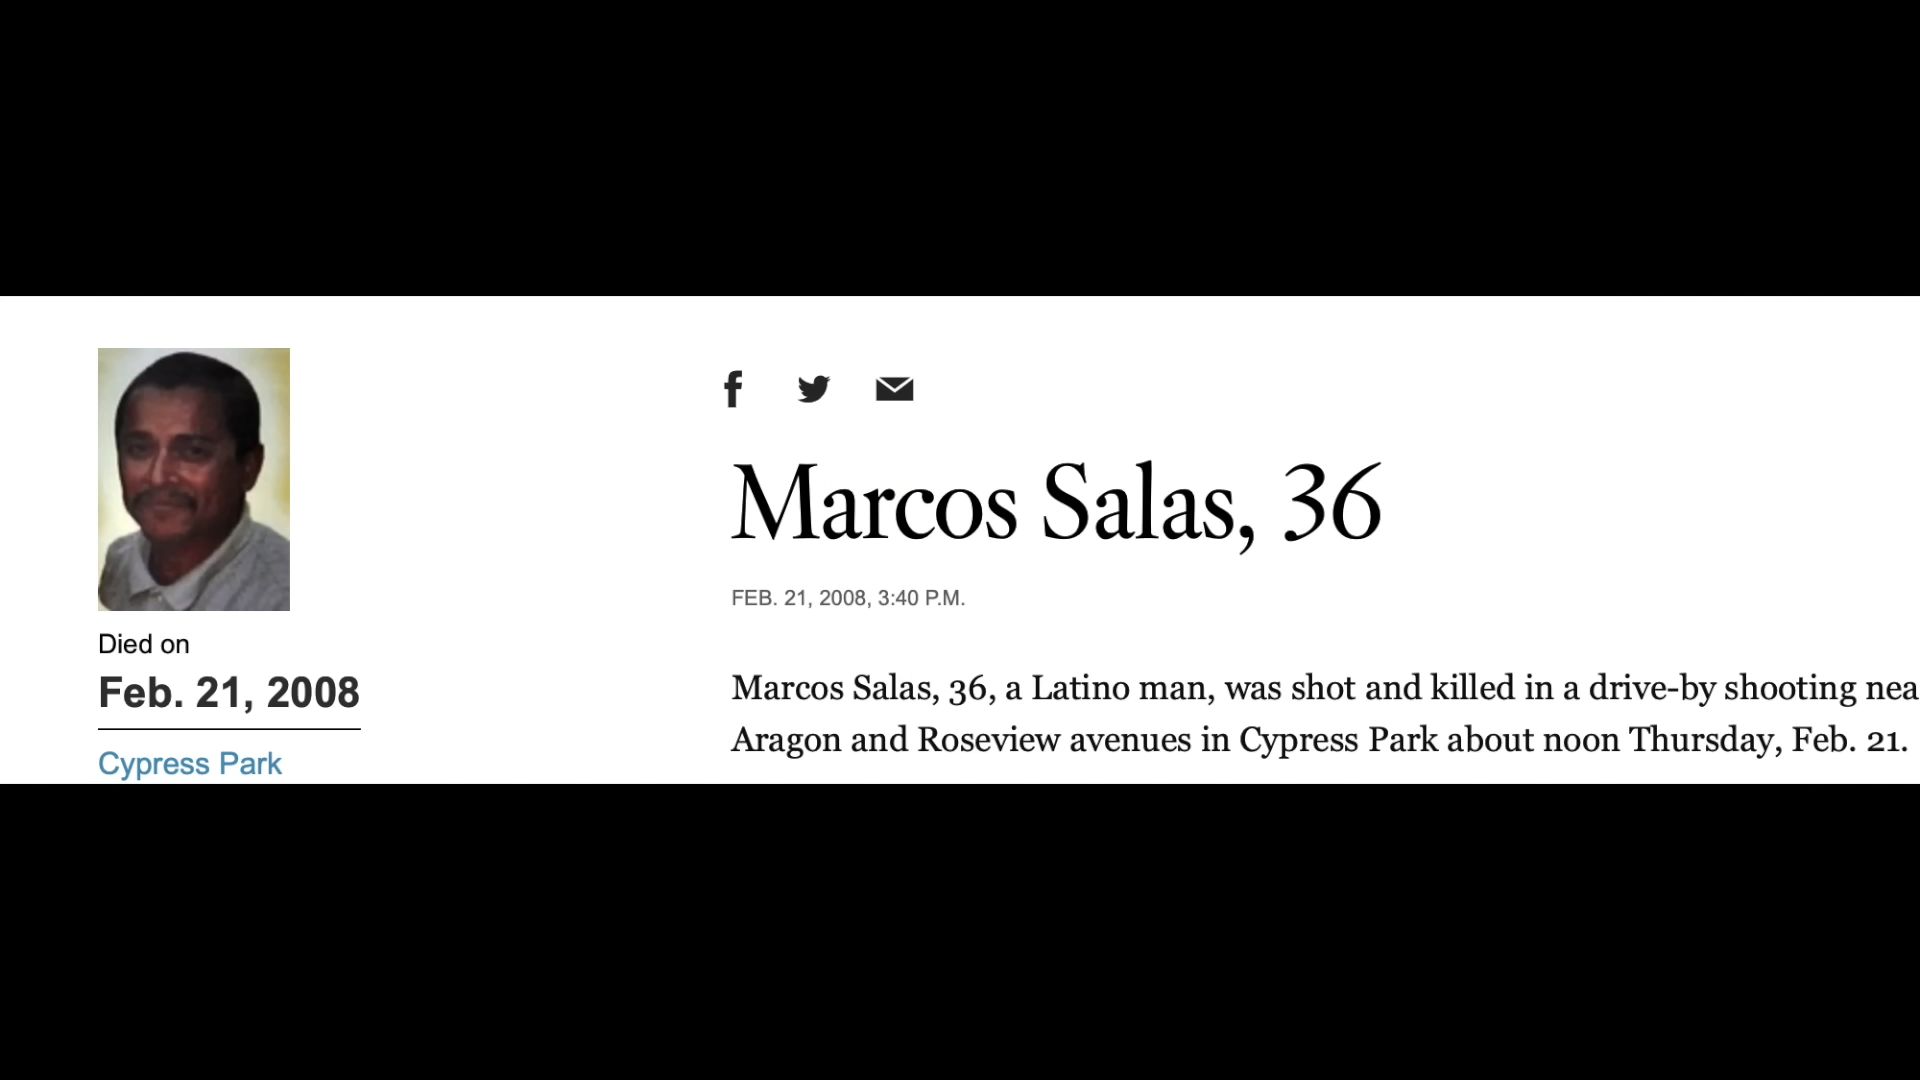 Marcos Salas, 36
FEB. 21, 2008, 3:40 P.M.
Died on
Feb. 21, 2008
Cypress Park
Marcos Salas, 36, a Latino man, was shot and killed in a drive-by shooting nea
Aragon and Roseview avenues in Cypress Park about noon Thursday, Feb. 21.